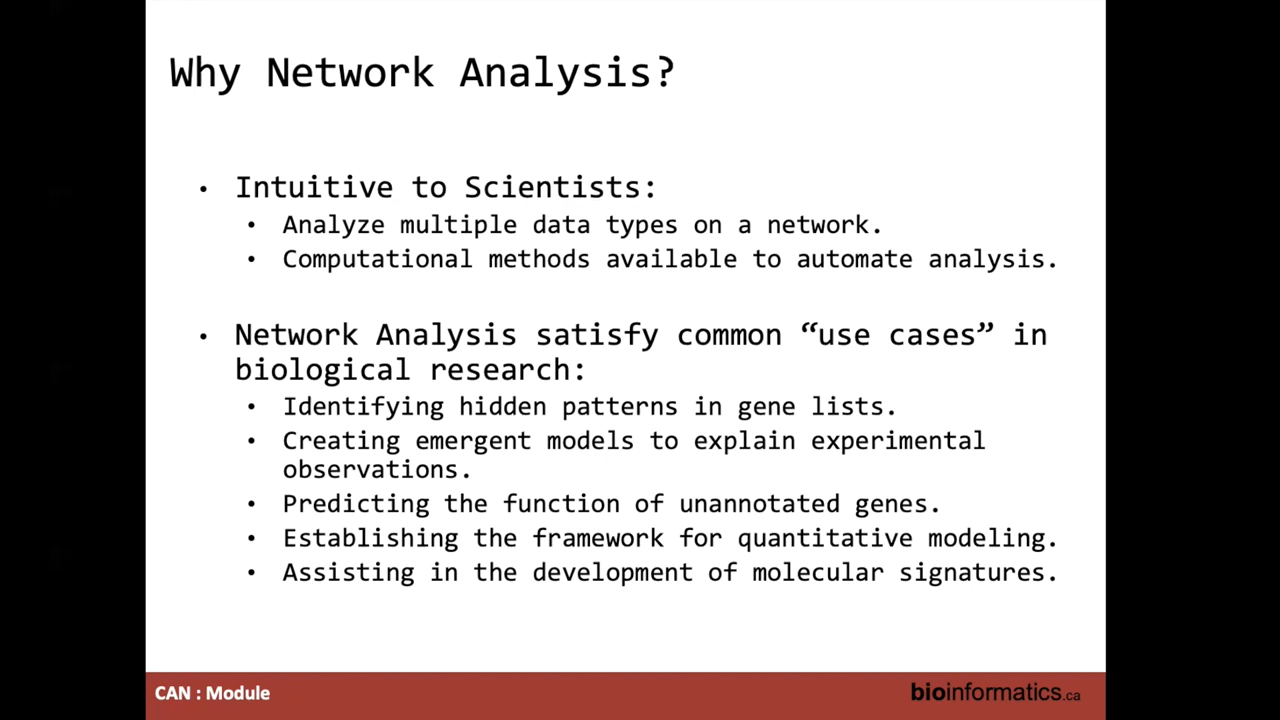 Why Network Analysis?
• Intuitive to Scientists:
• Analyze multiple data types on a network.
• Computational methods available to automate analysis.
• Network Analysis satisfy common “use cases” in
biological research:
• Identifying hidden patterns in gene lists.
• Creating emergent models to explain experimental
observations.
• Predicting the function of unannotated genes.
• Establishing the framework for quantitative modeling.
• Assisting in the development of molecular signatures.
CAN : Module
bioinformatics.ca